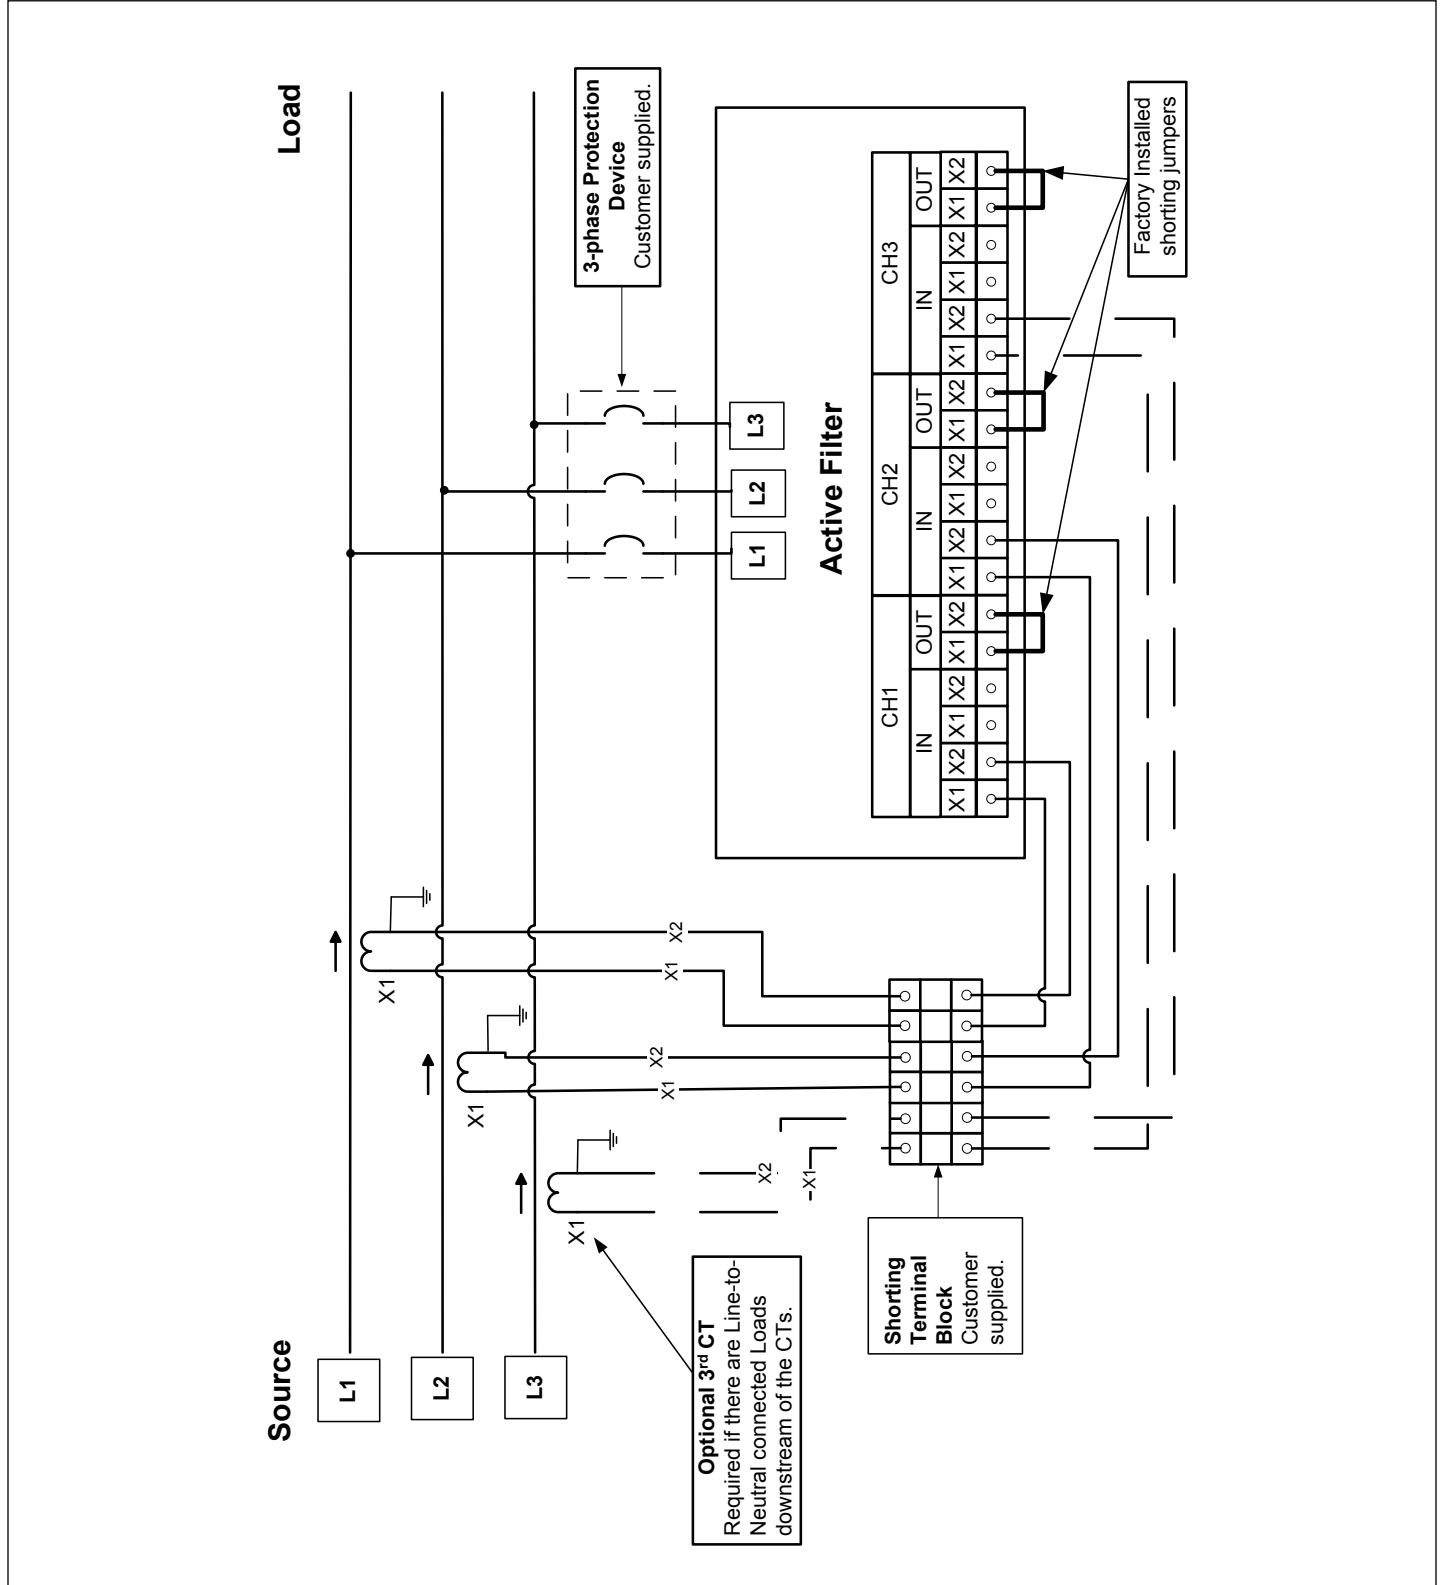 Source
Load
L1
X1
L2
X1
L3
X1
3-phase Protection
Device
Customer supplied.
X2
X1
X1
X2
Optional 3rd CT
Required if there are Line-to-
Neutral connected Loads
downstream of the CTs.
X2
X1
L1 L2 L3
Active Filter
CH1 CH2 CH3
IN OUT IN OUT IN OUT
X1 X2 X1 X2 X1 X2 X1 X2 X1 X2 X1 X2 X1 X2 X1 X2 X1 X2
Shorting
Terminal
Block
Customer
supplied.
Factory Installed
shorting jumpers